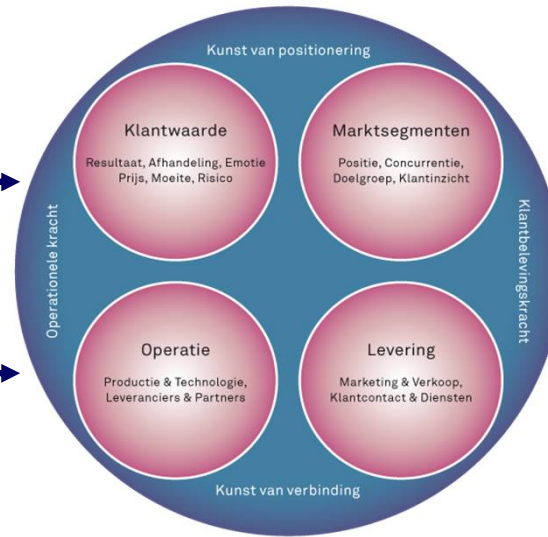 Kunst van positionering
Klantwaarde
Resultaat, Afhandeling, Emotie
Prijs, Moeite, Risico
Marktsegmenten
Positie, Concurrentie,
Doelgroep, Klantinzicht
Operationele kracht
Klantbelevingskracht
Operatie
Productie & Technologie,
Leveranciers & Partners
Levering
Marketing & Verkoop,
Klantcontact & Diensten
Kunst van verbinding